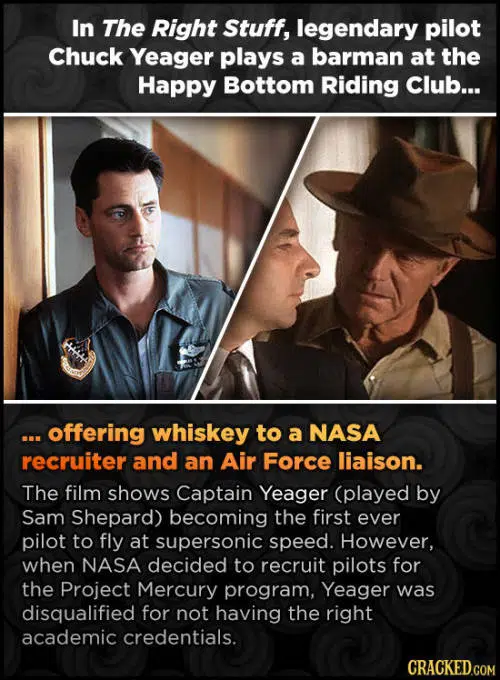 In The Right Stuff, legendary pilot
Chuck Yeager plays a barman at the
Happy Bottom Riding Club...
... offering whiskey to a NASA
recruiter and an Air Force liaison.
The film shows Captain Yeager (played by
Sam Shepard) becoming the first ever
pilot to fly at supersonic speed. However,
when NASA decided to recruit pilots for
the Project Mercury program, Yeager was
disqualified for not having the right
academic credentials.
CRACKED.COM